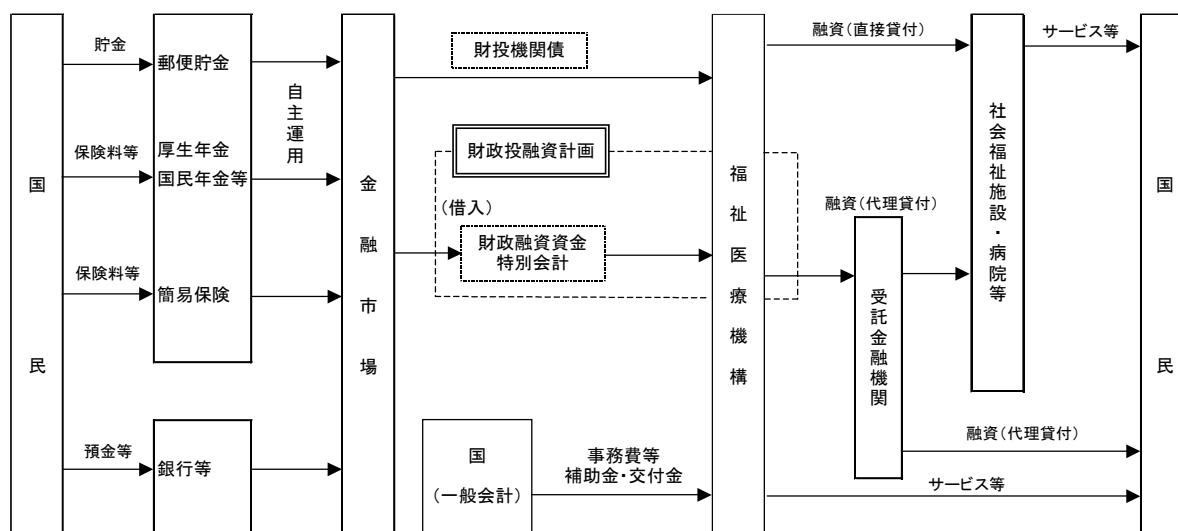 国民
貯金
保険料等
保険料等
預金等
郵便貯金
厚生年金
国民年金等
簡易保険
銀行等
自主運用
金融市場
財投機関債
財政投融資計画
(借入)
財政融資資金
特別会計
国
(一般会計)
事務費等
補助金・交付金
福祉医療機構
融資(直接貸付)
融資(代理貸付)
受託金融機関
社会福祉施設・病院等
サービス等
融資(代理貸付)
サービス等
国民